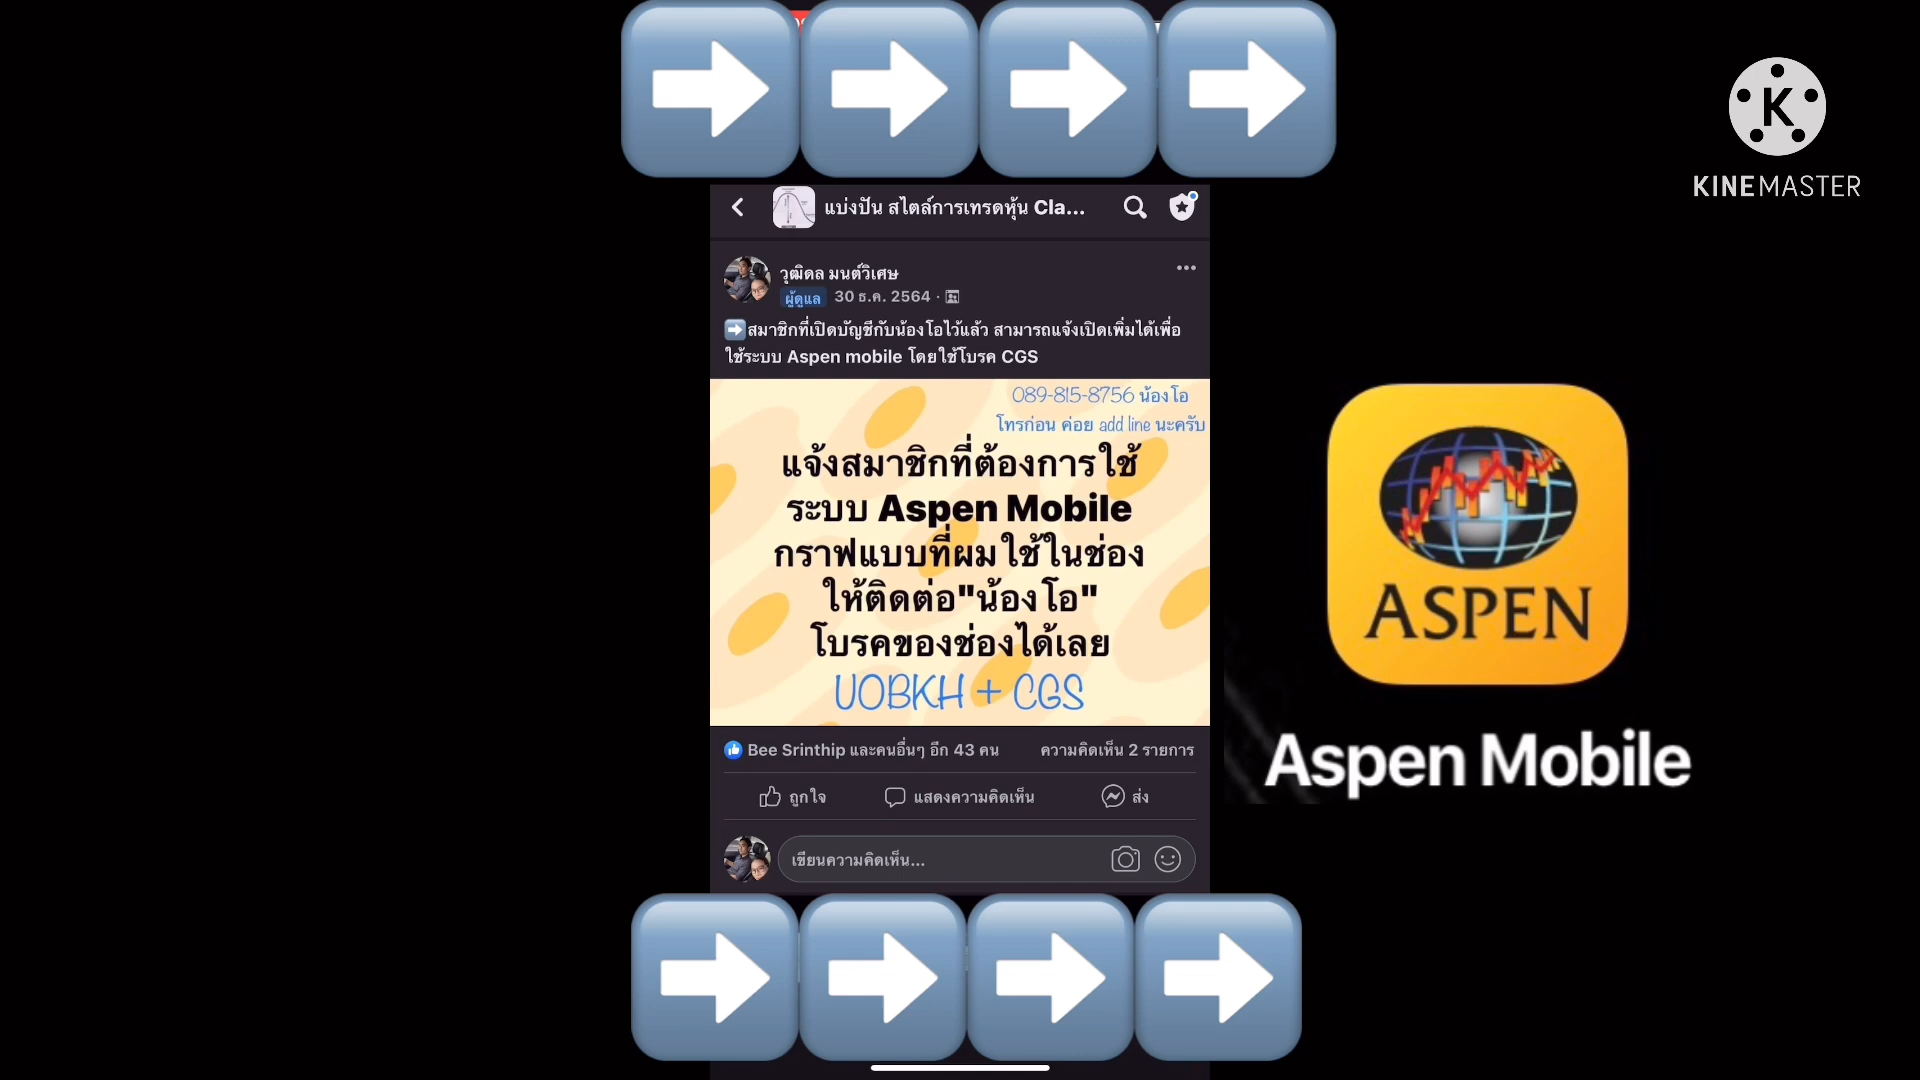 KINEMASTER
แบ่งปัน สไตล์การเทรดหุ้น Cla...
วุฒิดล มนต์วิเศษ
ผู้ดูแล 30 ธ.ค. 2564 ·
➡️สมาชิกที่เปิดบัญชีกับน้องโอไว้แล้ว สามารถแจ้งเปิดเพิ่มได้เพื่อ
ใช้ระบบ Aspen mobile โดยใช้โบรค CGS
089-815-8756 น้องโอ
โทรก่อน ค่อย add line นะครับ
แจ้งสมาชิกที่ต้องการใช้
ระบบ Aspen Mobile
กราฟแบบที่ผมใช้ในช่อง
ให้ติดต่อ"น้องโอ"
โบรคของช่องได้เลย
UOBKH + CGS
Bee Srinthip และคนอื่นๆ อีก 43 คน ความคิดเห็น 2 รายการ
ถูกใจ แสดงความคิดเห็น ส่ง
เขียนความคิดเห็น...
ASPEN
Aspen Mobile